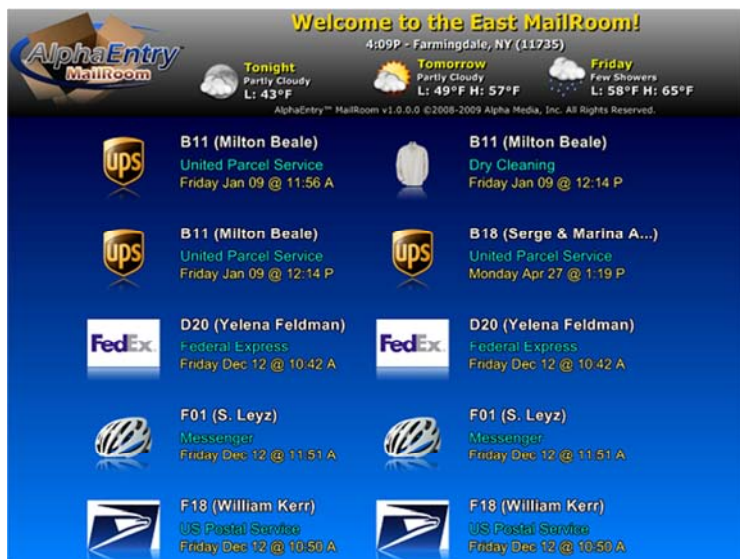 AlphaEntry
MailRoom
Welcome to the East MailRoom!
4:09P - Farmingdale, NY (11735)
Tonight
Partly Cloudy
L: 43°F
Tomorrow
Partly Cloudy
L: 49°F H: 57°F
Friday
Few Showers
L: 58°F H: 65°F
AlphaEntry™ MailRoom v1.0.0.0 ©2008-2009 Alpha Media, Inc. All Rights Reserved.
ups
B11 (Milton Beale)
United Parcel Service
Friday Jan 09 @ 11:56 A
B11 (Milton Beale)
Dry Cleaning
Friday Jan 09 @ 12:14 P
ups
B11 (Milton Beale)
United Parcel Service
Friday Jan 09 @ 12:14 P
ups
B18 (Serge & Marina A...)
United Parcel Service
Monday Apr 27 @ 1:19 P
FedEx
D20 (Yelena Feldman)
Federal Express
Friday Dec 12 @ 10:42 A
FedEx
D20 (Yelena Feldman)
Federal Express
Friday Dec 12 @ 10:42 A
F01 (S. Leyz)
Messenger
Friday Dec 12 @ 11:51 A
F01 (S. Leyz)
Messenger
Friday Dec 12 @ 11:51 A
F18 (William Kerr)
US Postal Service
Friday Dec 12 @ 10:50 A
F18 (William Kerr)
US Postal Service
Friday Dec 12 @ 10:50 A